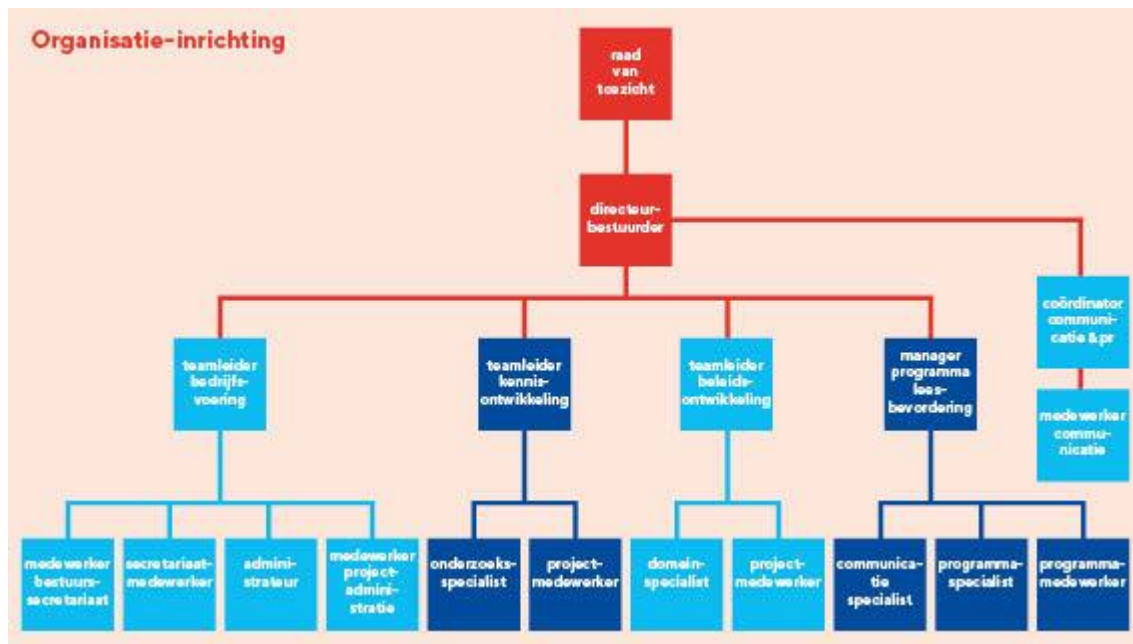 Organisatie-inrichting
raad
van
toezicht
directeur-
bestuurder
coördinator
communi-
catie & pr
medewerker
commu-
nicatie
teamleider
bedrijfs-
voering
teamleider
kennis-
ontwikkeling
teamleider
beleids-
ontwikkeling
manager
programma
lees-
bevordering
medewerker
bestuurs-
secretariaat
secretariaat-
medewerker
admini-
strateur
medewerker
project-
admini-
stratie
onderzoeks-
specialist
project-
medewerker
domein-
specialist
project-
medewerker
communica-
tie
specialist
programma-
specialist
programma-
medewerker